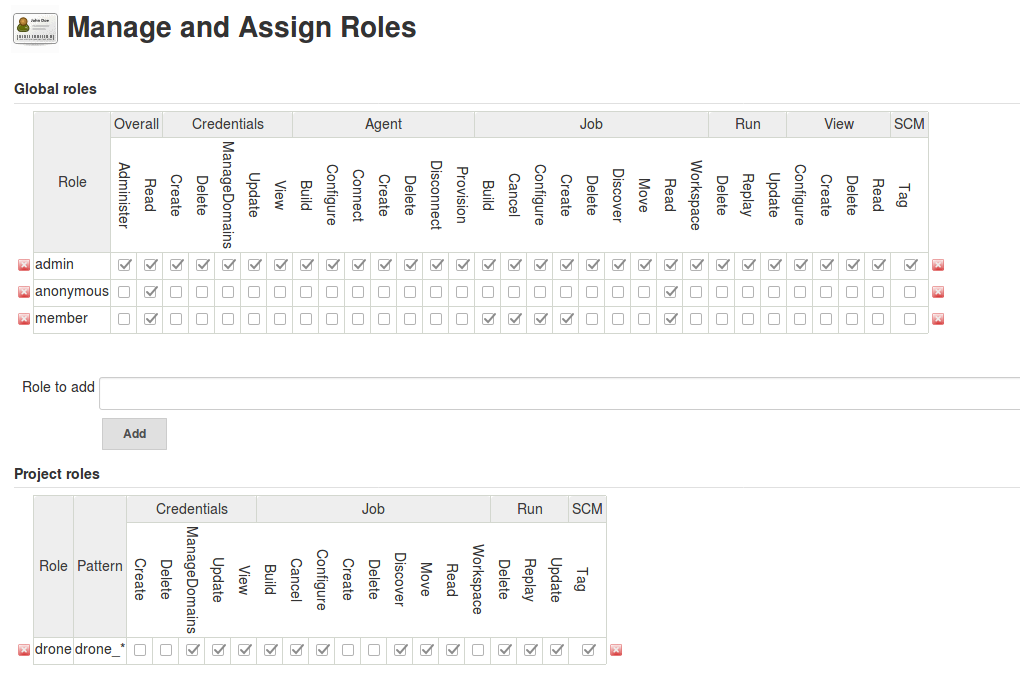 Manage and Assign Roles
Global roles
Role Overall Credentials Agent Job Run View SCM
Administer Read Create Delete ManageDomains Update View Build Configure Connect Create Delete Disconnect Provision Build Cancel Configure Create Delete Discover Move Read Workspace Delete Replay Update Configure Create Delete Read Tag
admin
anonymous
member
Role to add
Add
Project roles
Role Pattern Credentials Job Run SCM
Create Delete ManageDomains Update View Build Cancel Configure Create Delete Discover Move Read Workspace Delete Replay Update Tag
drone drone_*